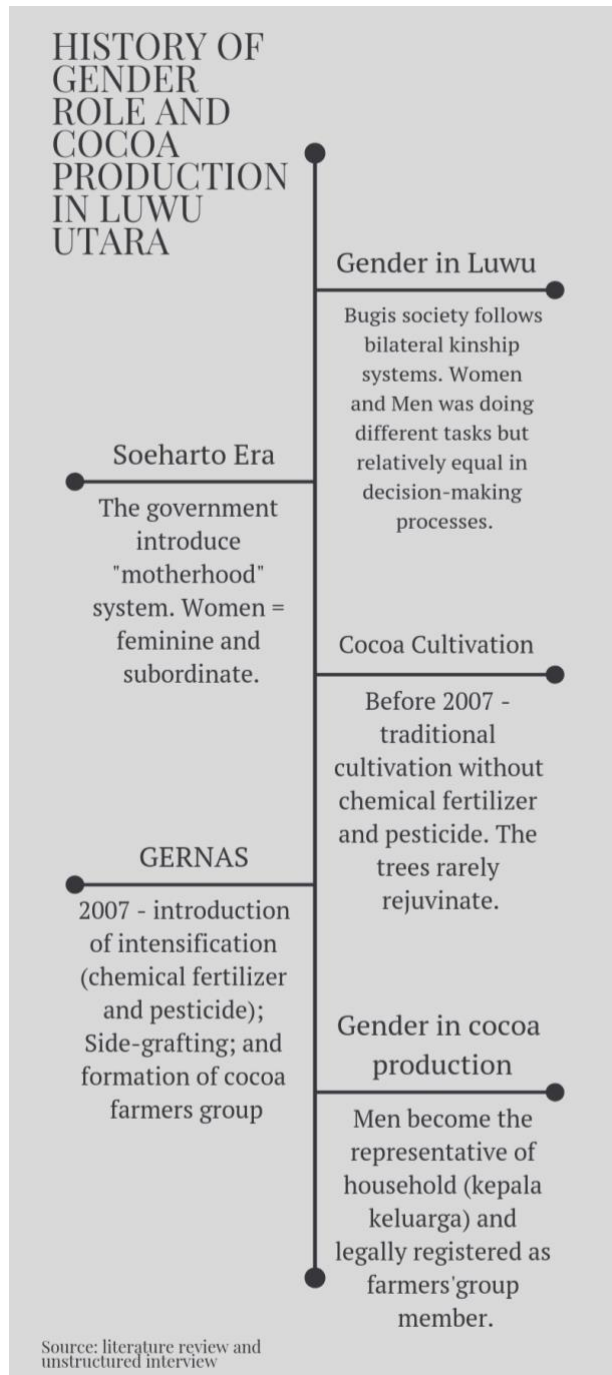 HISTORY OF
GENDER
ROLE AND
COCOA
PRODUCTION
IN LUWU
UTARA
Gender in Luwu
Bugis society follows
bilateral kinship
systems. Women
and Men was doing
different tasks but
relatively equal in
decision-making
processes.
Soeharto Era
The government
introduce
"motherhood"
system. Women =
feminine and
subordinate.
Cocoa Cultivation
Before 2007 -
traditional
cultivation without
chemical fertilizer
and pesticide. The
trees rarely
rejuvinate.
GERNAS
2007 - introduction
of intensification
(chemical fertilizer
and pesticide);
Side-grafting; and
formation of cocoa
farmers group
Gender in cocoa
production
Men become the
representative of
household (kepala
keluarga) and
legally registered as
farmers'group
member.
Source: literature review and
unstructured interview